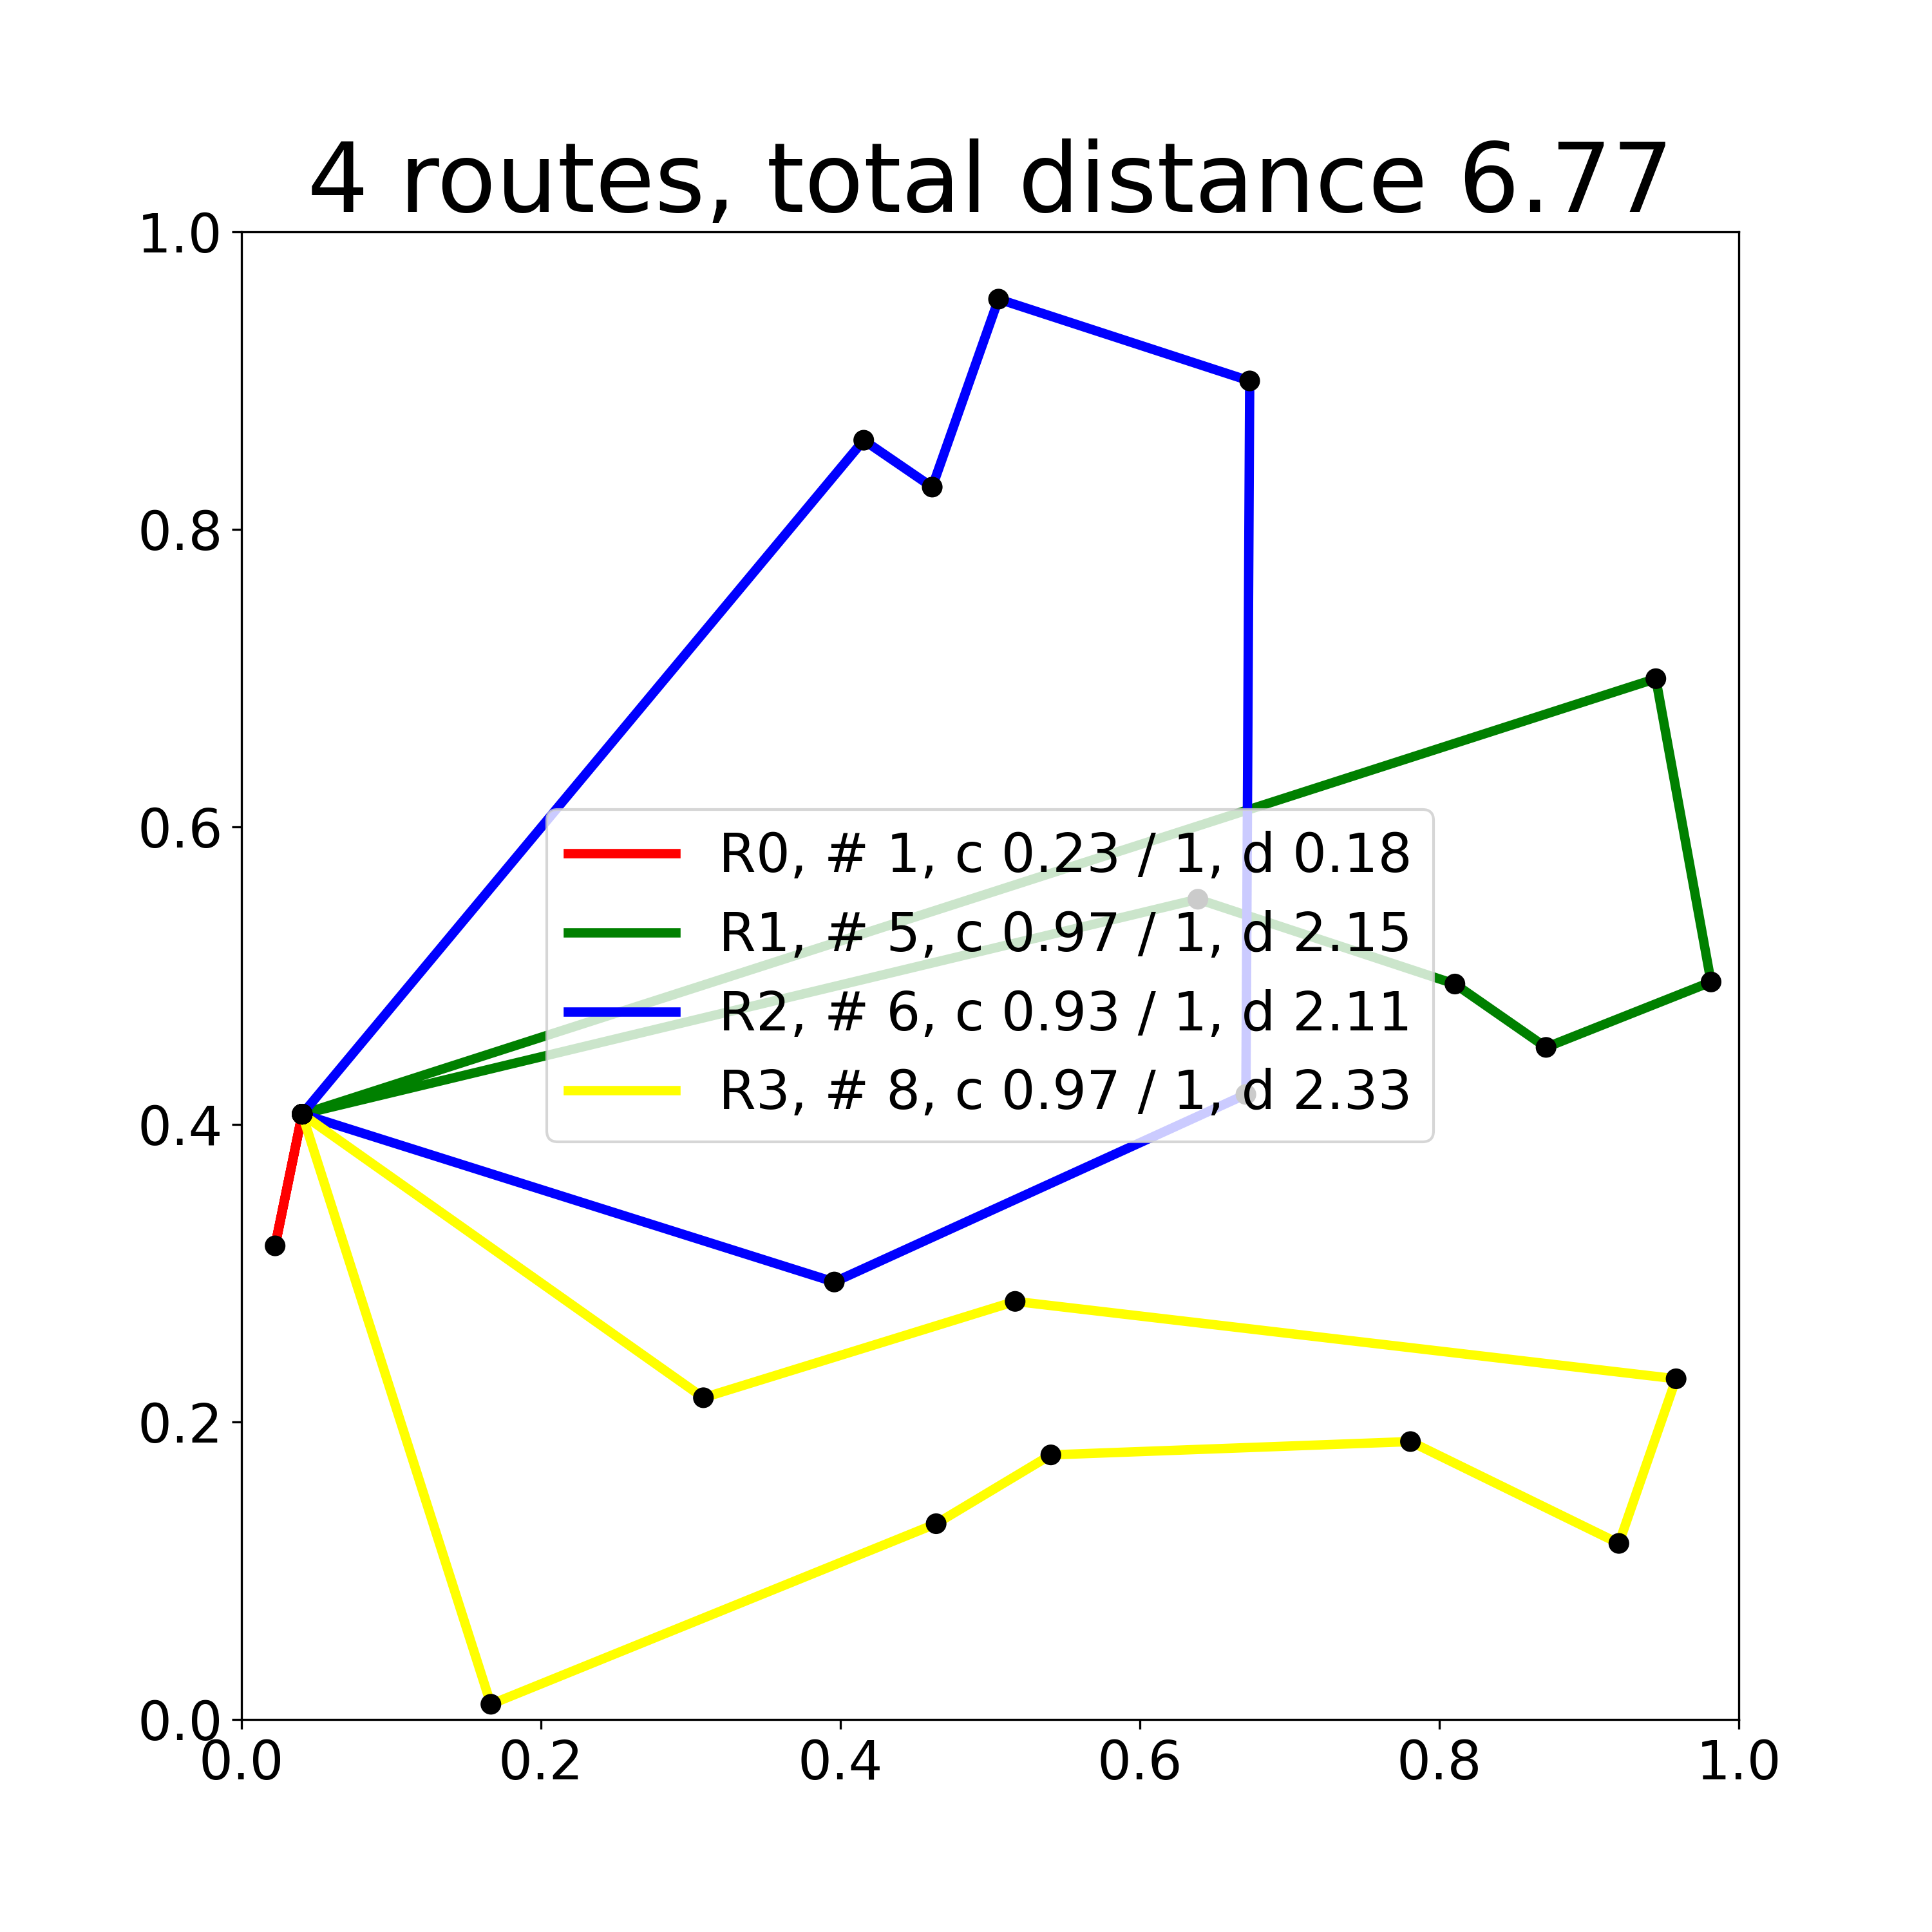 4 routes, total distance 6.77
1.0
0.8
0.6
0.4
0.2
0.0
R0, # 1, c 0.23 / 1, d 0.18
R1, # 5, c 0.97 / 1, d 2.15
R2, # 6, c 0.93 / 1, d 2.11
R3, # 8, c 0.97 / 1, d 2.33
0.0 0.2 0.4 0.6 0.8 1.0